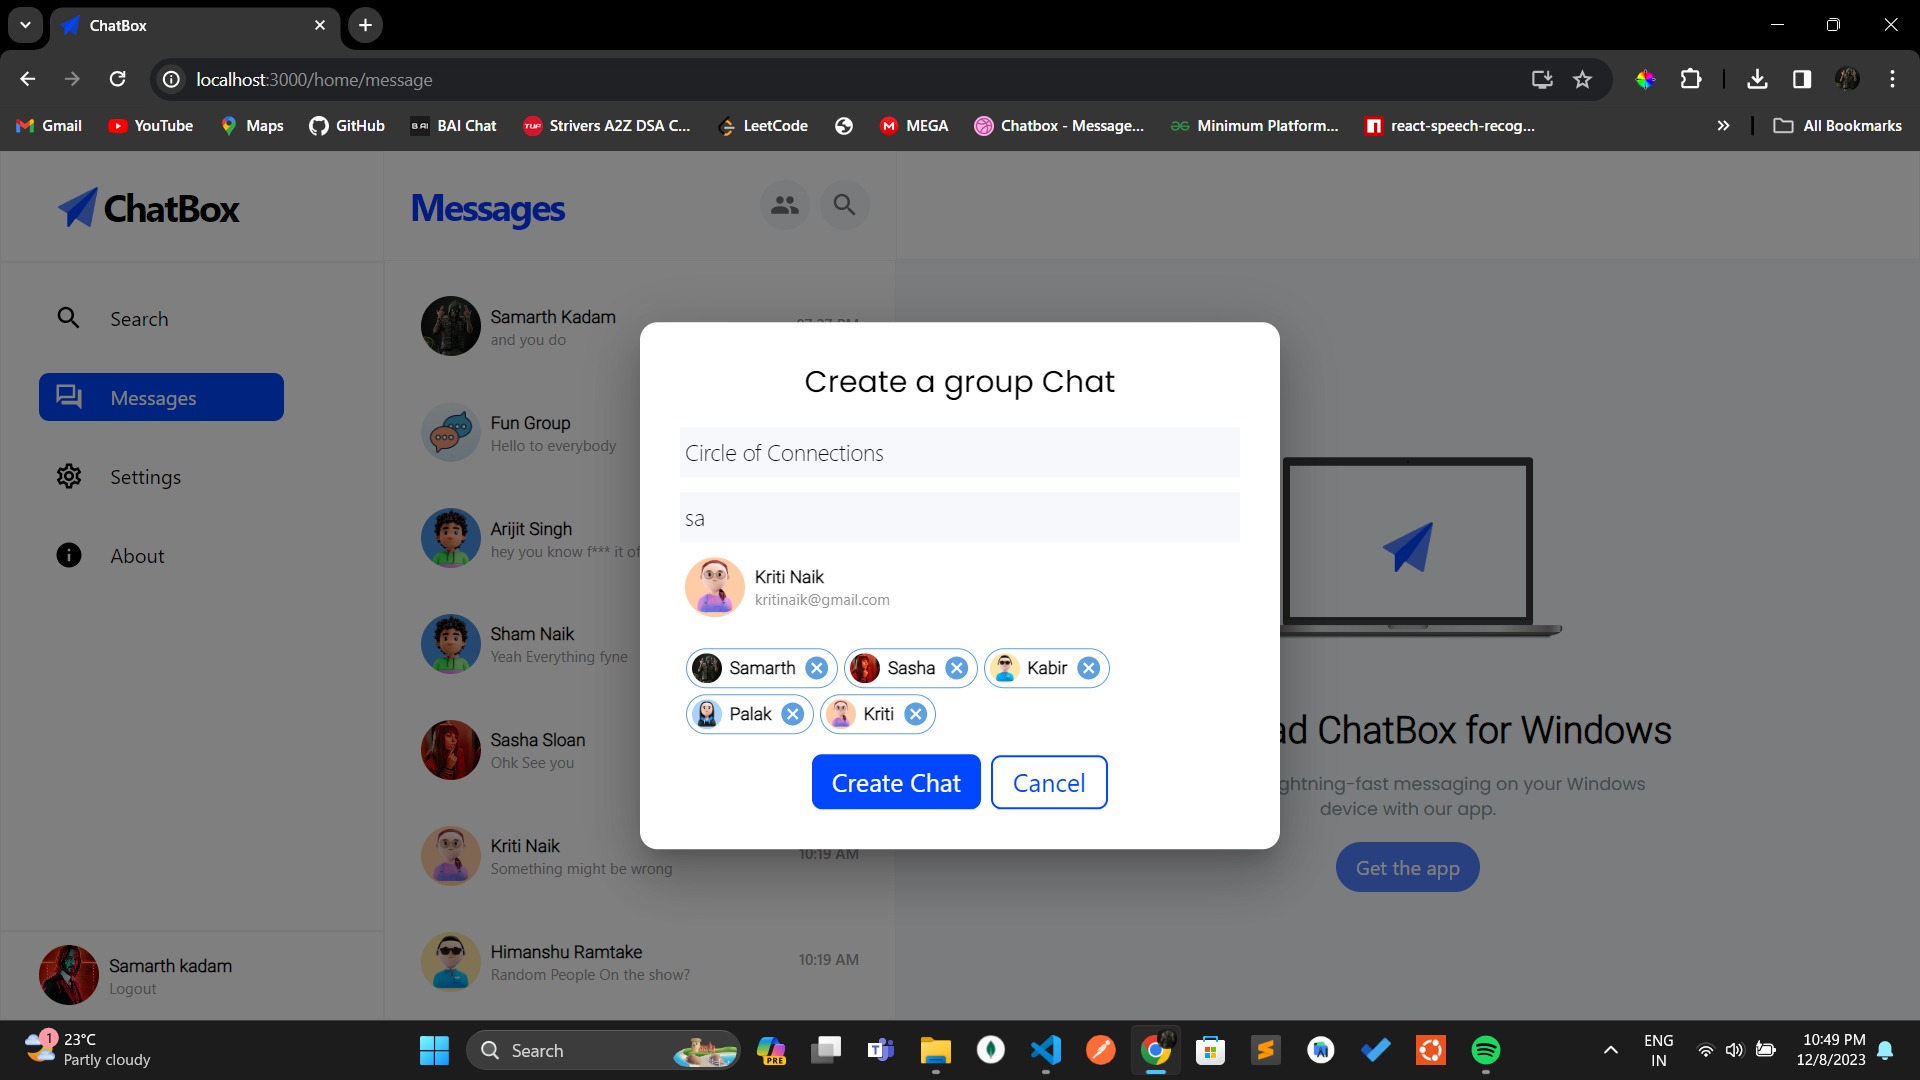 ChatBox
localhost:3000/home/message
Gmail
YouTube
Maps
GitHub
BAI
BAI Chat
TUF
Strivers A2Z DSA C...
LeetCode
MEGA
Chatbox - Message...
Minimum Platform...
react-speech-recog...
All Bookmarks
ChatBox
Search
Messages
Settings
About
Samarth kadam
Logout
Messages
Samarth Kadam
and you do
Fun Group
Hello to everybody
Arijit Singh
hey you know f*** it of
Sham Naik
Yeah Everything fyne
Sasha Sloan
Ohk See you
Kriti Naik
10:19 AM
Something might be wrong
Himanshu Ramtake
10:19 AM
Random People On the show?
Create a group Chat
Circle of Connections
sa
Kriti Naik
kritinaik@gmail.com
Samarth
Sasha
Kabir
Palak
Kriti
Create Chat
Cancel
ad ChatBox for Windows
ghtning-fast messaging on your Windows
device with our app.
Get the app
1
23°C
Partly cloudy
Search
PRE
ENG
IN
10:49 PM
12/8/2023